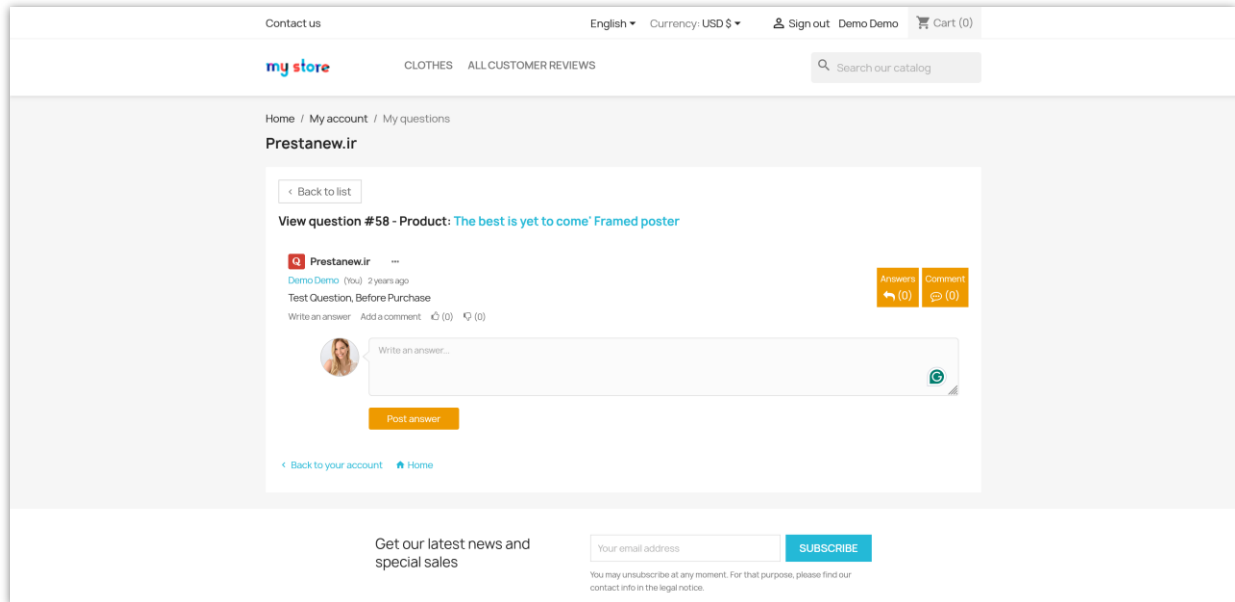 Contact us
English Currency: USD $ Sign out Demo Demo Cart (0)
my store CLOTHES ALL CUSTOMER REVIEWS Search our catalog
Home / My account / My questions
Prestanew.ir
< Back to list
View question #58 - Product: The best is yet to come' Framed poster
Q Prestanew.ir ...
Demo Demo (You) 2 years ago
Test Question, Before Purchase
Write an answer Add a comment (0) (0)
Answers Comment
(0) (0)
Write an answer...
Post answer
< Back to your account Home
Get our latest news and
special sales
Your email address SUBSCRIBE
You may unsubscribe at any moment. For that purpose, please find our
contact info in the legal notice.